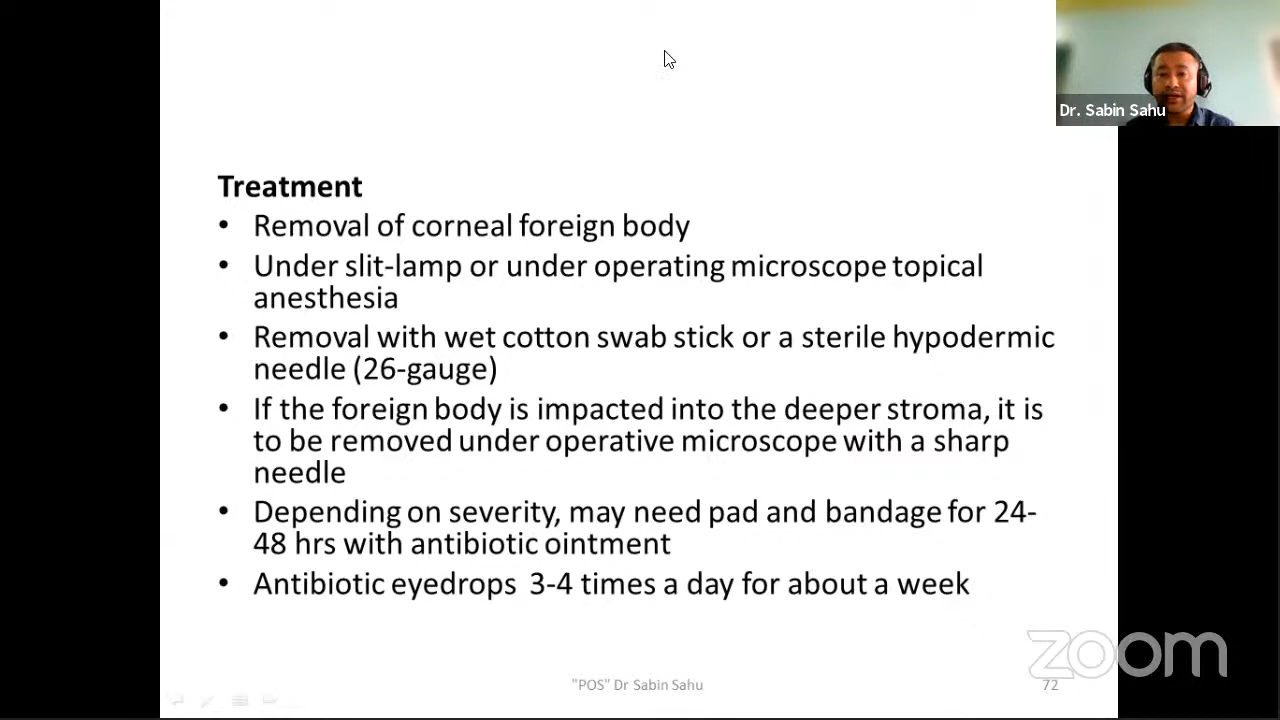 Dr. Sabin Sahu
Treatment
• Removal of corneal foreign body
• Under slit-lamp or under operating microscope topical
anesthesia
• Removal with wet cotton swab stick or a sterile hypodermic
needle (26-gauge)
• If the foreign body is impacted into the deeper stroma, it is
to be removed under operative microscope with a sharp
needle
• Depending on severity, may need pad and bandage for 24-
48 hrs with antibiotic ointment
• Antibiotic eyedrops 3-4 times a day for about a week
zoom
"POS" Dr Sabin Sahu
72